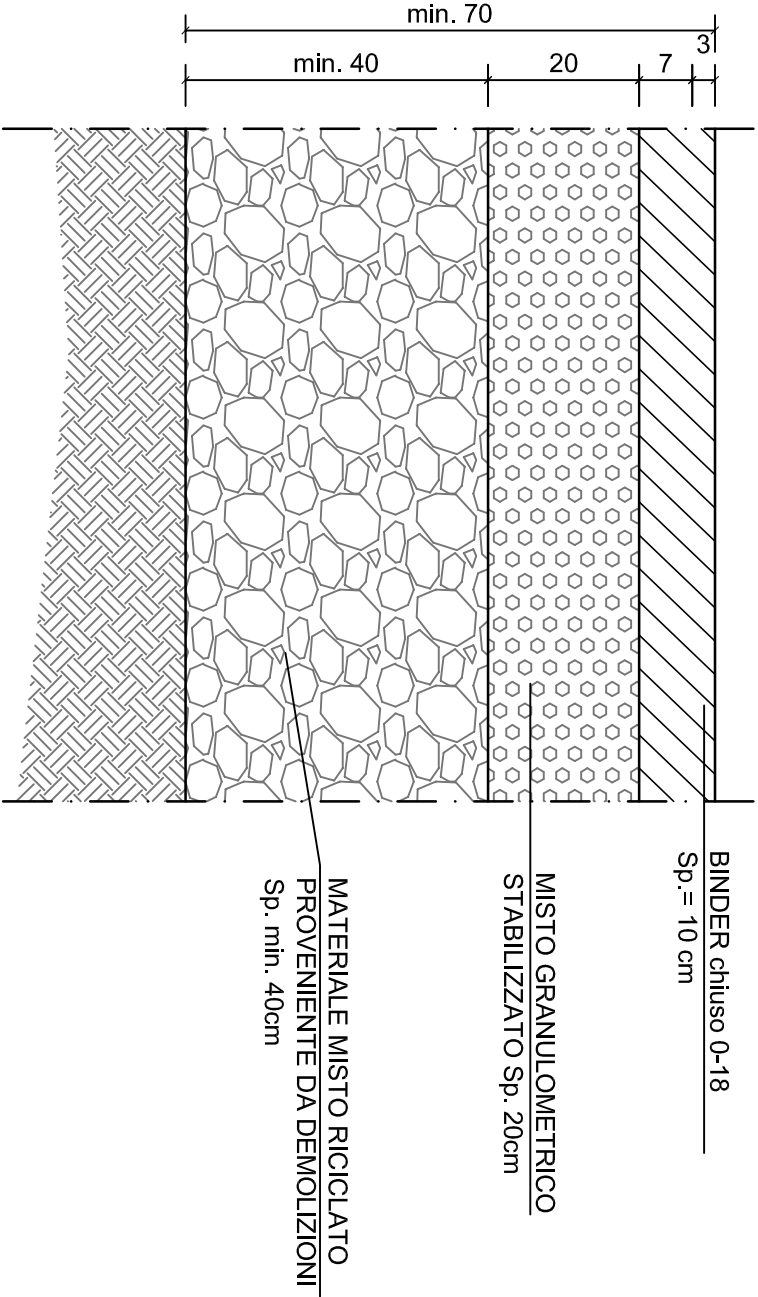 min. 70
3
min. 40
20
7
BINDER chiuso 0-18
Sp.= 10 cm
MISTO GRANULOMETRICO
STABILIZZATO Sp. 20cm
MATERIALE MISTO RICICLATO
PROVENIENTE DA DEMOLIZIONI
Sp. min. 40cm